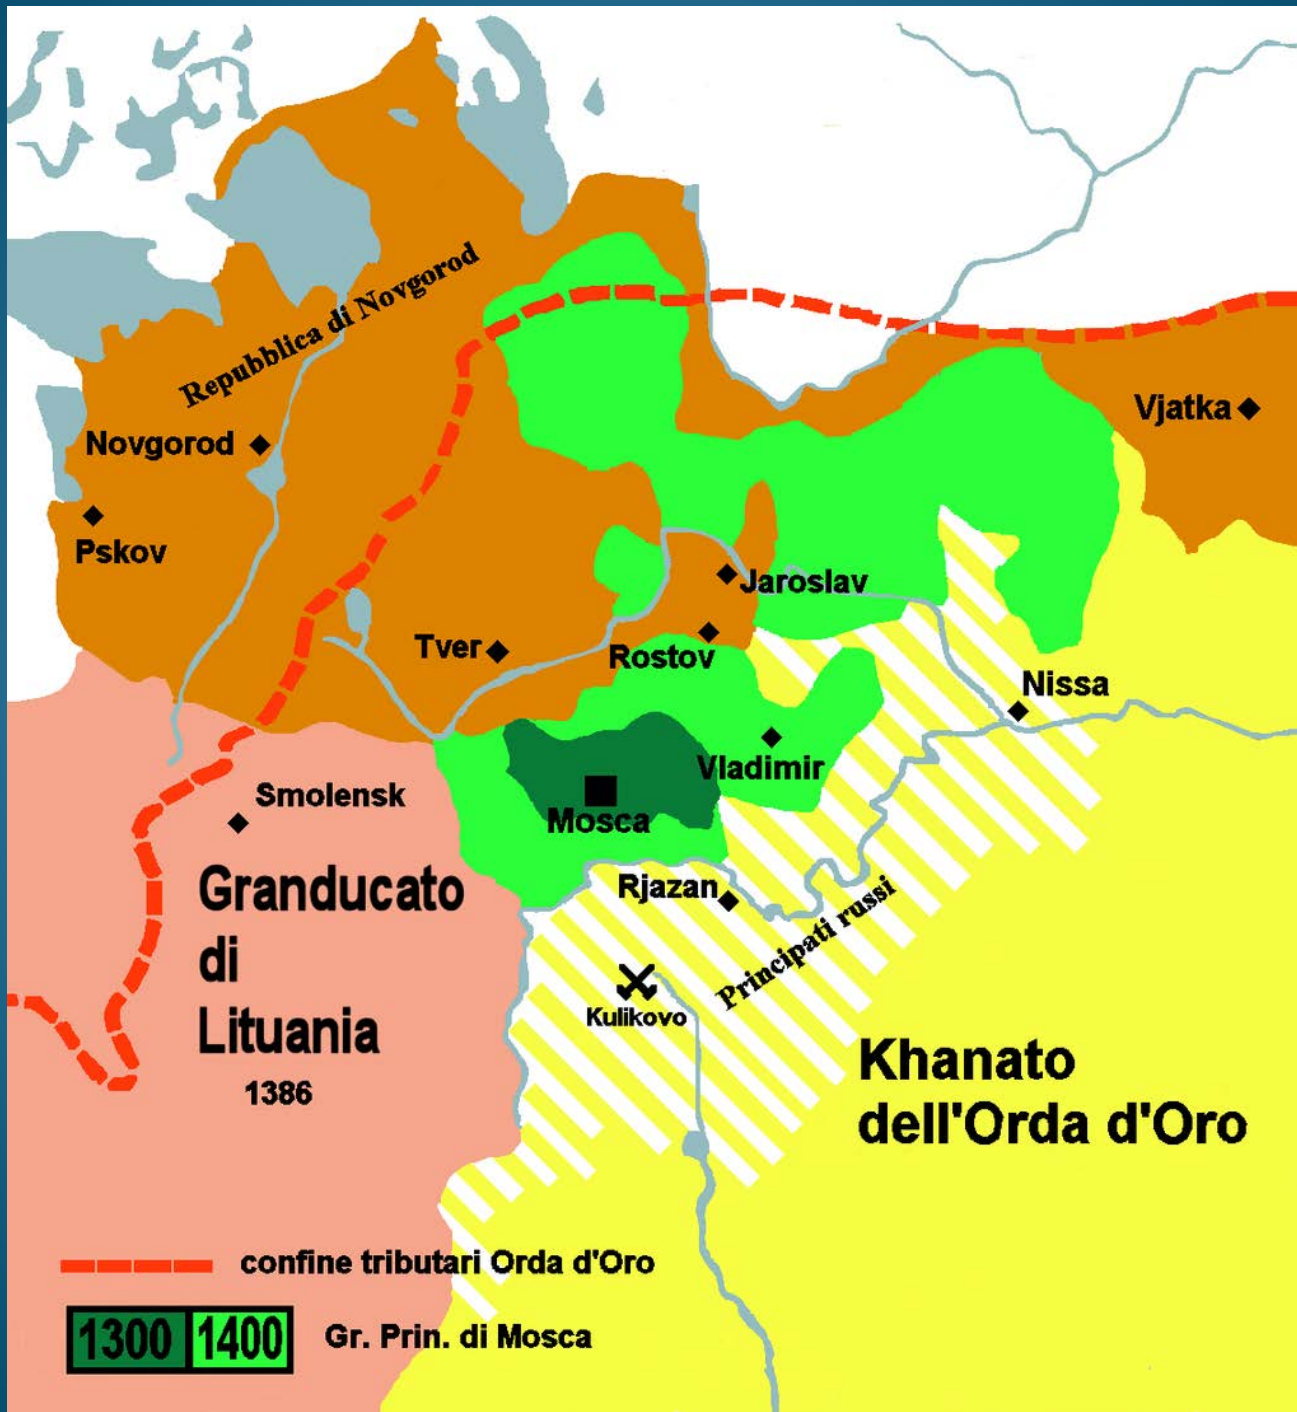 Repubblica di Novgorod
Vjatka
Novgorod
Pskov
Jaroslav
Tver
Rostov
Nissa
Vladimir
Smolensk
Mosca
Granducato
di
Lituania
1386
Rjazan
Principati russi
Kulikovo
Khanato
dell'Orda d'Oro
confine tributari Orda d'Oro
1300 1400 Gr. Prin. di Mosca